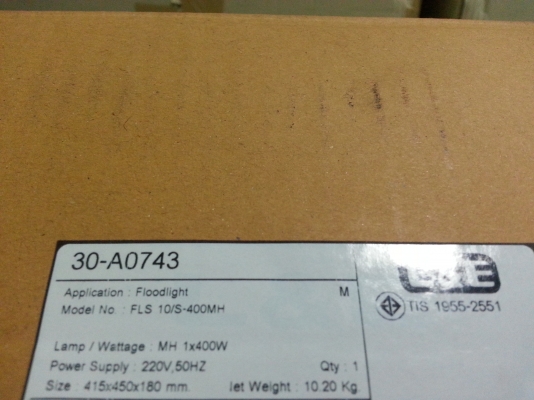 30-A0743
Application : Floodlight M
Model No. : FLS 10/S-400MH
TIS 1955-2551
Lamp / Wattage : MH 1x400W
Power Supply : 220V,50HZ Qty : 1
Size : 415x450x180 mm. let Weight : 10.20 Kg.